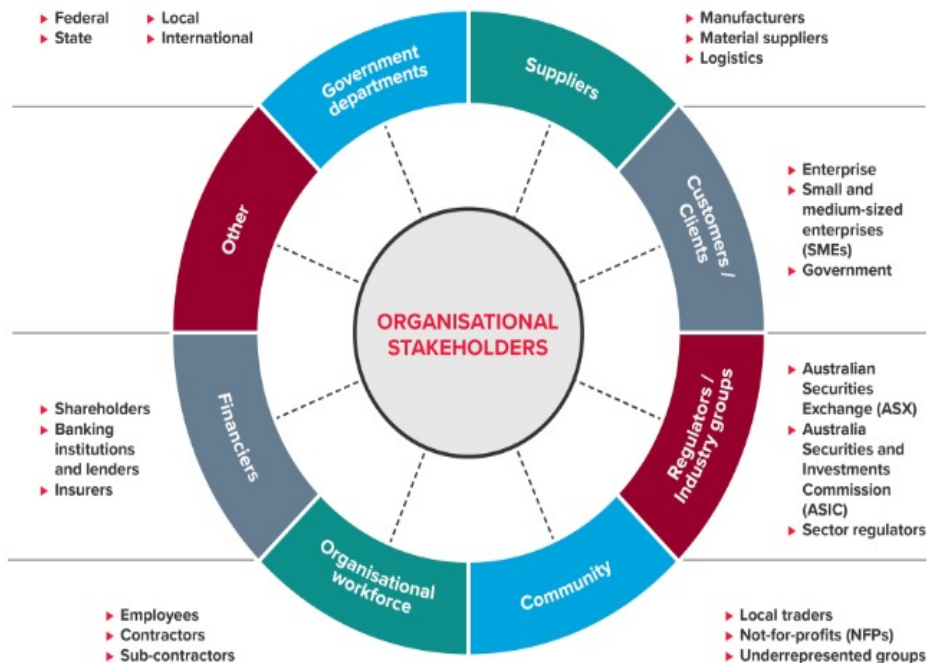 Federal
State
Local
International
Government
departments
Suppliers
Manufacturers
Material suppliers
Logistics
Other
Customers /
Clients
Enterprise
Small and
medium-sized
enterprises
(SMEs)
Government
ORGANISATIONAL
STAKEHOLDERS
Shareholders
Banking
institutions
and lenders
Insurers
Financiers
Regulators /
Industry groups
Australian
Securities
Exchange (ASX)
Australia
Securities and
Investments
Commission
(ASIC)
Sector regulators
Organisational
workforce
Community
Employees
Contractors
Sub-contractors
Local traders
Not-for-profits (NFPs)
Underrepresented groups